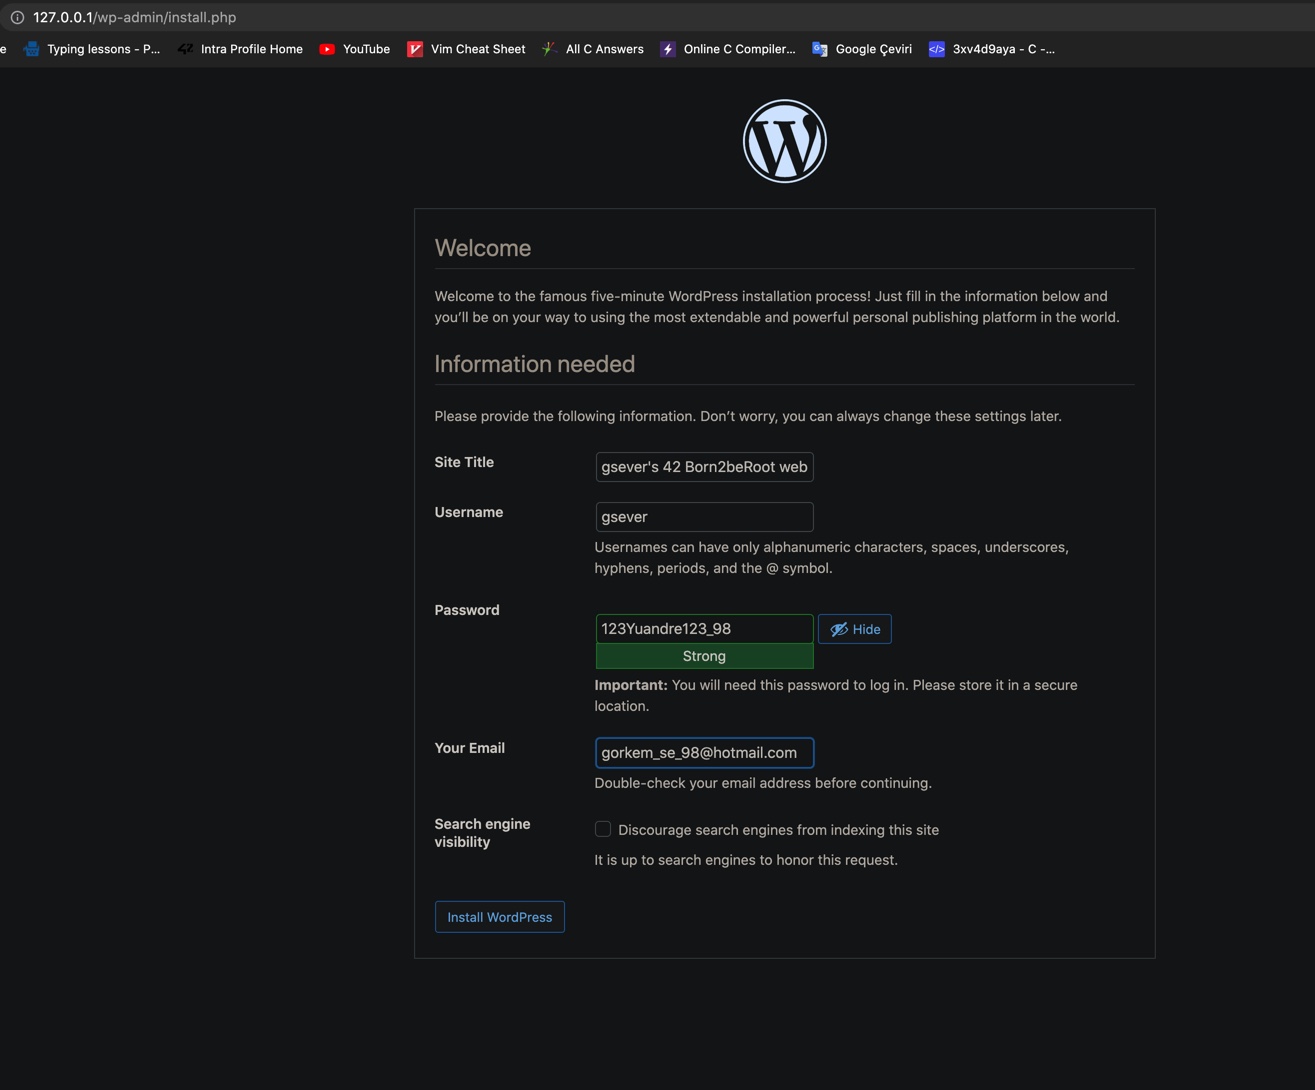 127.0.0.1/wp-admin/install.php
e Typing lessons - P... Intra Profile Home YouTube Vim Cheat Sheet All C Answers Online C Compiler... Google Çeviri 3xv4d9aya - C -...
Welcome
Welcome to the famous five-minute WordPress installation process! Just fill in the information below and
you’ll be on your way to using the most extendable and powerful personal publishing platform in the world.
Information needed
Please provide the following information. Don’t worry, you can always change these settings later.
Site Title
gsever's 42 Born2beRoot web
Username
gsever
Usernames can have only alphanumeric characters, spaces, underscores,
hyphens, periods, and the @ symbol.
Password
123Yuandre123_98 Hide
Strong
Important: You will need this password to log in. Please store it in a secure
location.
Your Email
gorkem_se_98@hotmail.com
Double-check your email address before continuing.
Search engine
visibility
Discourage search engines from indexing this site
It is up to search engines to honor this request.
Install WordPress